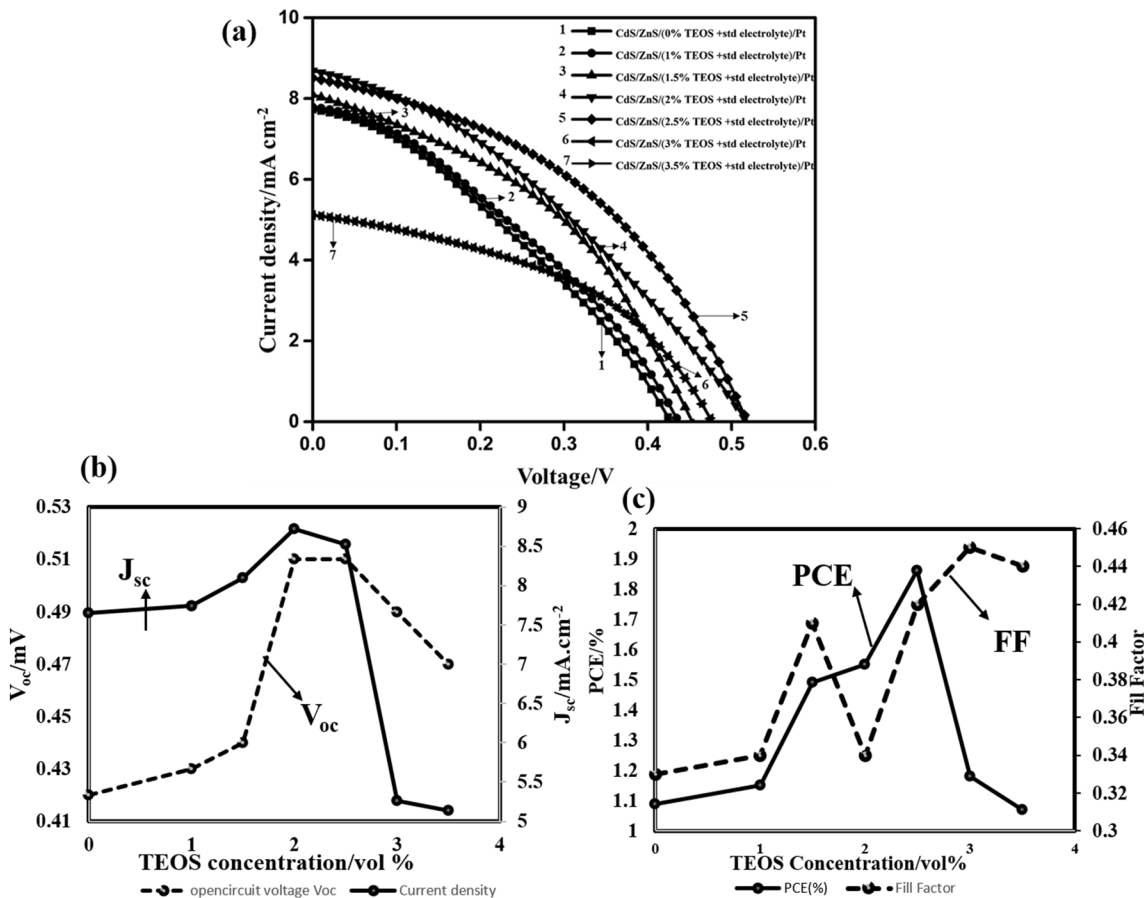 (a)
10
8
6
4
2
0
Current density/mA cm⁻²
0.0 0.1 0.2 0.3 0.4 0.5 0.6
Voltage/V
1 CdS/ZnS/(0% TEOS +std electrolyte)/Pt
2 CdS/ZnS/(1% TEOS +std electrolyte)/Pt
3 CdS/ZnS/(1.5% TEOS +std electrolyte)/Pt
4 CdS/ZnS/(2% TEOS +std electrolyte)/Pt
5 CdS/ZnS/(2.5% TEOS +std electrolyte)/Pt
6 CdS/ZnS/(3% TEOS +std electrolyte)/Pt
7 CdS/ZnS/(3.5% TEOS +std electrolyte)/Pt
3
2
4
7
5
1
6
(b)
0.53
0.51
0.49
0.47
0.45
0.43
0.41
Voc/mV
Jsc
Voc
9
8.5
8
7.5
7
6.5
6
5.5
5
Jsc/mA.cm⁻²
0 1 2 3 4
TEOS concentration/vol %
opencircuit voltage Voc Current density
(c)
2
1.9
1.8
1.7
1.6
1.5
1.4
1.3
1.2
1.1
1
PCE/%
PCE
FF
0.46
0.44
0.42
0.4
0.38
0.36
0.34
0.32
0.3
Fil Factor
0 1 2 3 4
TEOS Concentration/vol%
PCE(%) Fill Factor